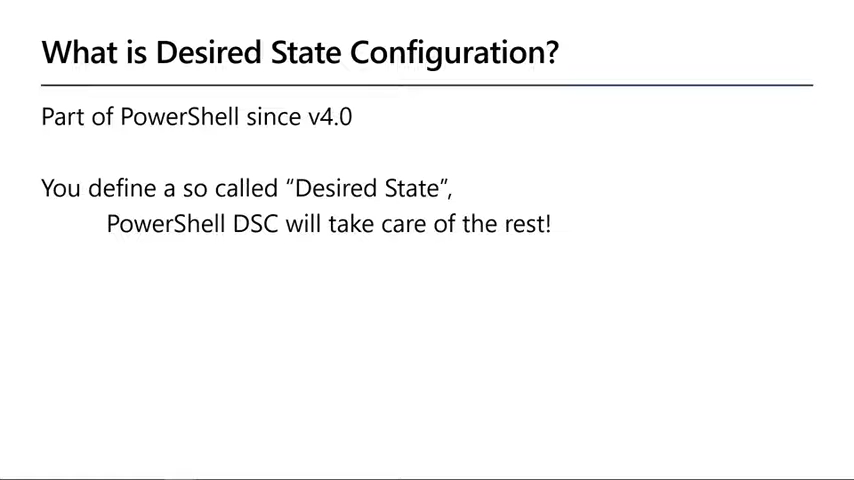 What is Desired State Configuration?
Part of PowerShell since v4.0
You define a so called “Desired State”,
PowerShell DSC will take care of the rest!